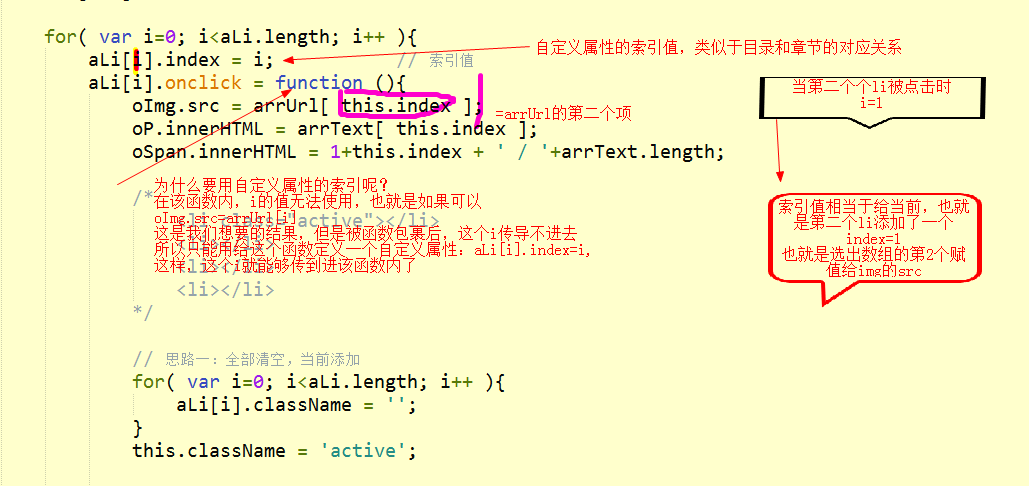 for( var i=0; i<aLi.length; i++ ){
自定义属性的索引值，类似于目录和章节的对应关系
aLi[i].index = i; // 索引值
aLi[i].onclick = function (){
当第二个个li被点击时
i=1
oImg.src = arrUrl[ this.index ];
=arrUrl的第二个项
oP.innerHTML = arrText[ this.index ];
oSpan.innerHTML = 1+this.index + ' / '+arrText.length;
为什么要用自定义属性的索引呢？
/*
在该函数内，i的值无法使用，也就是如果可以
oImg.src=arrUrl[i]
"active"></li>
这是我们想要的结果，但是被函数包裹后，这个i传导不进去
所以只能用给这个函数定义一个自定义属性：aLi[i].index=i,
这样，这个i就能够传到进该函数内了
<li></li>
*/
索引值相当于给当前，也就
是第二个li添加了一个
index=1
也就是选出数组的第2个赋
值给img的src
// 思路一：全部清空，当前添加
for( var i=0; i<aLi.length; i++ ){
aLi[i].className = '';
}
this.className = 'active';